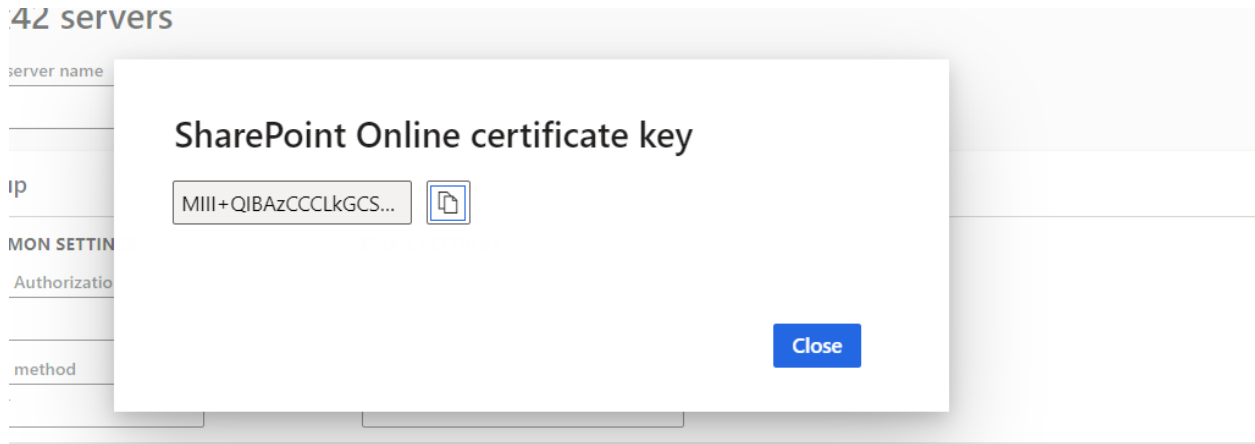 42 servers
server name
SharePoint Online certificate key
up
MIII+QIBAzCCCLkGCS...
MON SETTIN
Authorizatio
Close
method